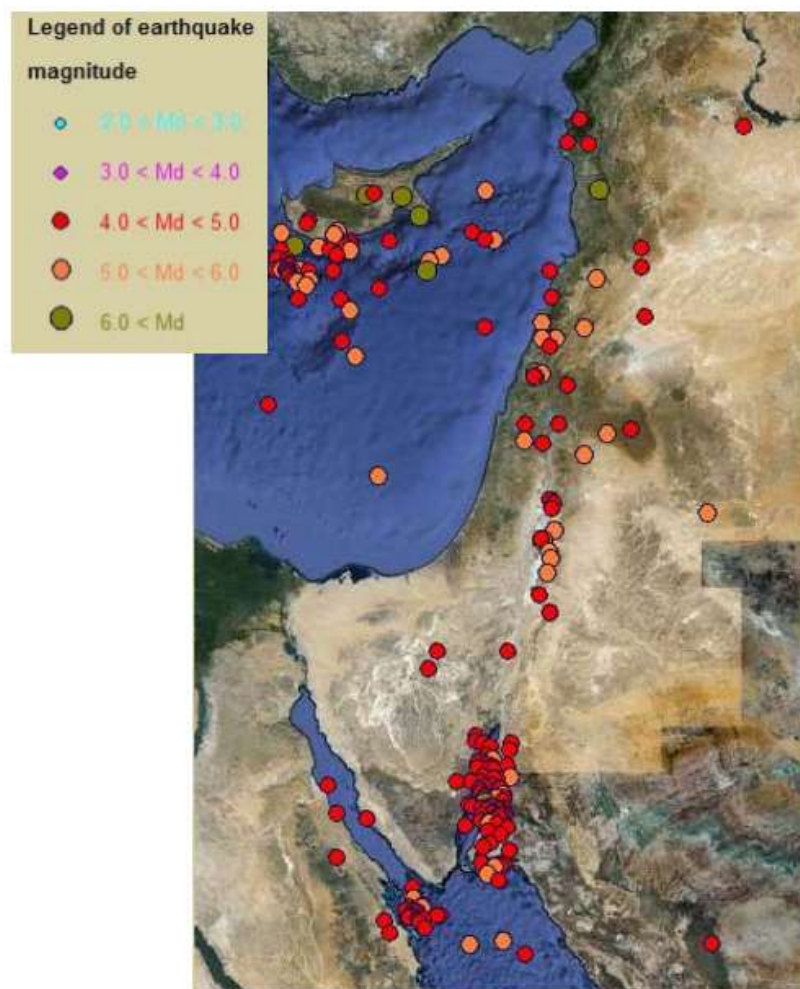 Legend of earthquake
magnitude
2.0 < Md < 3.0
3.0 < Md < 4.0
4.0 < Md < 5.0
5.0 < Md < 6.0
6.0 < Md